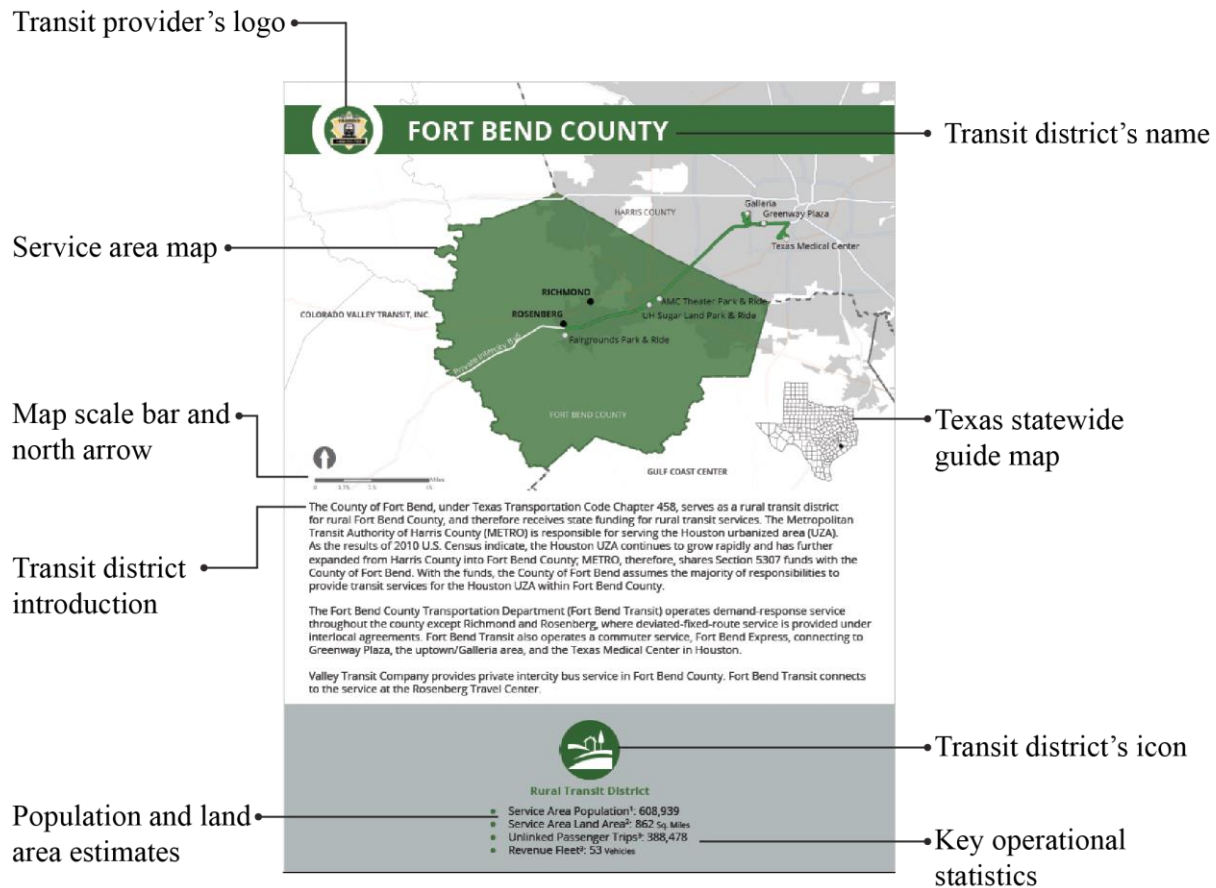 Transit provider’s logo
FORT BEND COUNTY
Transit district’s name
Galleria
Greenway Plaza
HARRIS COUNTY
Texas Medical Center
Service area map
RICHMOND
AMC Theater Park & Ride
COLORADO VALLEY TRANSIT, INC.
ROSENBERG
UH Sugar Land Park & Ride
Fairgrounds Park & Ride
Private Intercity Bus
Map scale bar and
north arrow
FORT BEND COUNTY
Texas statewide
guide map
GULF COAST CENTER
Miles
0 3.75 7.5 15
The County of Fort Bend, under Texas Transportation Code Chapter 458, serves as a rural transit district
for rural Fort Bend County, and therefore receives state funding for rural transit services. The Metropolitan
Transit Authority of Harris County (METRO) is responsible for serving the Houston urbanized area (UZA).
As the results of 2010 U.S. Census indicate, the Houston UZA continues to grow rapidly and has further
expanded from Harris County into Fort Bend County; METRO, therefore, shares Section 5307 funds with the
County of Fort Bend. With the funds, the County of Fort Bend assumes the majority of responsibilities to
provide transit services for the Houston UZA within Fort Bend County.
Transit district
introduction
The Fort Bend County Transportation Department (Fort Bend Transit) operates demand-response service
throughout the county except Richmond and Rosenberg, where deviated-fixed-route service is provided under
interlocal agreements. Fort Bend Transit also operates a commuter service, Fort Bend Express, connecting to
Greenway Plaza, the uptown/Galleria area, and the Texas Medical Center in Houston.
Valley Transit Company provides private intercity bus service in Fort Bend County. Fort Bend Transit connects
to the service at the Rosenberg Travel Center.
Transit district’s icon
Rural Transit District
Population and land
area estimates
Service Area Population¹: 608,939
Service Area Land Area²: 862 Sq. Miles
Unlinked Passenger Trips³: 388,478
Revenue Fleet³: 53 Vehicles
Key operational
statistics